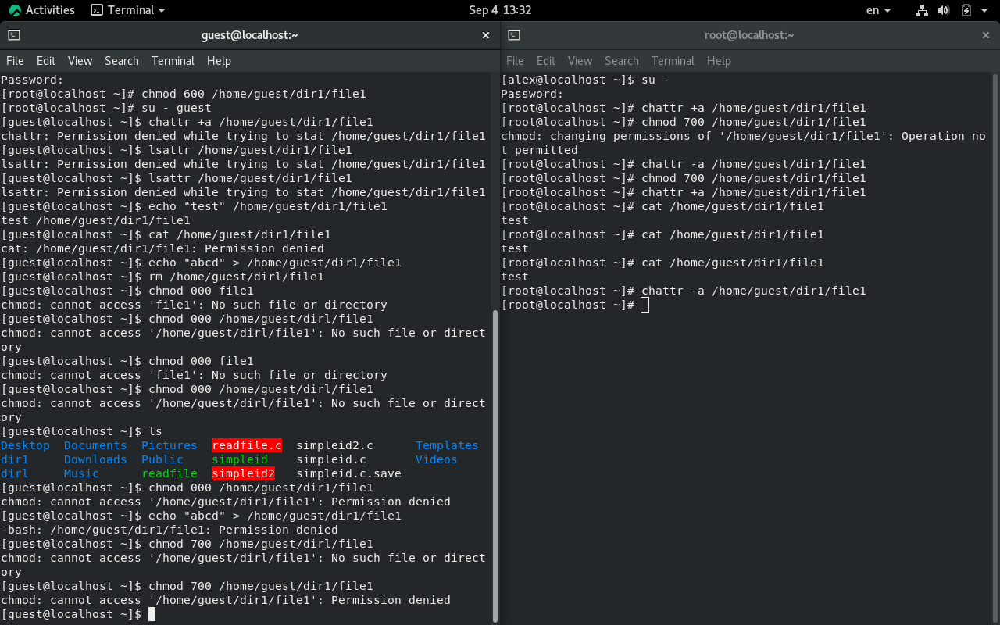 Activities Terminal Sep 4 13:32 en
guest@localhost:~
File Edit View Search Terminal Help
Password:
[root@localhost ~]# chmod 600 /home/guest/dir1/file1
[root@localhost ~]# su - guest
[guest@localhost ~]$ chattr +a /home/guest/dir1/file1
chattr: Permission denied while trying to stat /home/guest/dir1/file1
[guest@localhost ~]$ lsattr /home/guest/dir1/file1
lsattr: Permission denied while trying to stat /home/guest/dir1/file1
[guest@localhost ~]$ lsattr /home/guest/dir1/file1
lsattr: Permission denied while trying to stat /home/guest/dir1/file1
[guest@localhost ~]$ echo "test" /home/guest/dir1/file1
test /home/guest/dir1/file1
[guest@localhost ~]$ cat /home/guest/dir1/file1
cat: /home/guest/dir1/file1: Permission denied
[guest@localhost ~]$ echo "abcd" > /home/guest/dirl/file1
[guest@localhost ~]$ rm /home/guest/dirl/file1
[guest@localhost ~]$ chmod 000 file1
chmod: cannot access 'file1': No such file or directory
[guest@localhost ~]$ chmod 000 /home/guest/dirl/file1
chmod: cannot access '/home/guest/dirl/file1': No such file or direct
ory
[guest@localhost ~]$ chmod 000 file1
chmod: cannot access 'file1': No such file or directory
[guest@localhost ~]$ chmod 000 /home/guest/dirl/file1
chmod: cannot access '/home/guest/dirl/file1': No such file or direct
ory
[guest@localhost ~]$ ls
Desktop Documents Pictures readfile.c simpleid2.c Templates
dir1 Downloads Public simpleid simpleid.c Videos
dirl Music readfile simpleid2 simpleid.c.save
[guest@localhost ~]$ chmod 000 /home/guest/dir1/file1
chmod: cannot access '/home/guest/dir1/file1': Permission denied
[guest@localhost ~]$ echo "abcd" > /home/guest/dir1/file1
-bash: /home/guest/dir1/file1: Permission denied
[guest@localhost ~]$ chmod 700 /home/guest/dirl/file1
chmod: cannot access '/home/guest/dirl/file1': No such file or direct
ory
[guest@localhost ~]$ chmod 700 /home/guest/dir1/file1
chmod: cannot access '/home/guest/dir1/file1': Permission denied
[guest@localhost ~]$
root@localhost:~
File Edit View Search Terminal Help
[alex@localhost ~]$ su -
Password:
[root@localhost ~]# chattr +a /home/guest/dir1/file1
[root@localhost ~]# chmod 700 /home/guest/dir1/file1
chmod: changing permissions of '/home/guest/dir1/file1': Operation no
t permitted
[root@localhost ~]# chattr -a /home/guest/dir1/file1
[root@localhost ~]# chmod 700 /home/guest/dir1/file1
[root@localhost ~]# chattr +a /home/guest/dir1/file1
[root@localhost ~]# cat /home/guest/dir1/file1
test
[root@localhost ~]# cat /home/guest/dir1/file1
test
[root@localhost ~]# cat /home/guest/dir1/file1
test
[root@localhost ~]# chattr -a /home/guest/dir1/file1
[root@localhost ~]#